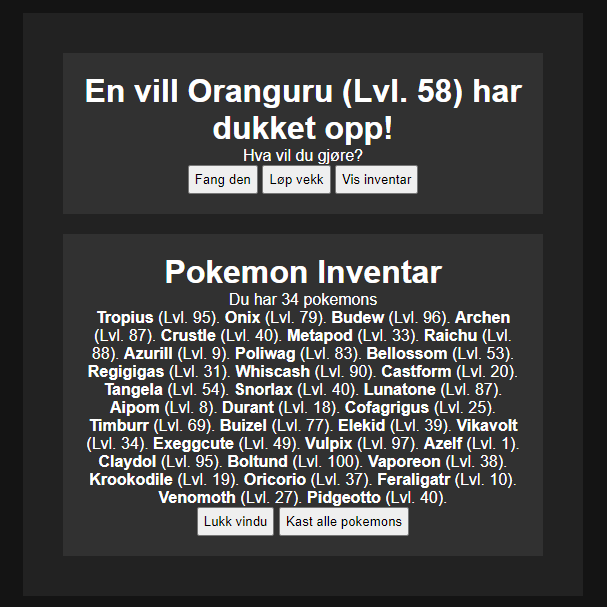 En vill Oranguru (Lvl. 58) har
dukket opp!
Hva vil du gjøre?
Fang den Løp vekk Vis inventar
Pokemon Inventar
Du har 34 pokemons
Tropius (Lvl. 95). Onix (Lvl. 79). Budew (Lvl. 96). Archen
(Lvl. 87). Crustle (Lvl. 40). Metapod (Lvl. 33). Raichu (Lvl.
88). Azurill (Lvl. 9). Poliwag (Lvl. 83). Bellossom (Lvl. 53).
Regigigas (Lvl. 31). Whiscash (Lvl. 90). Castform (Lvl. 20).
Tangela (Lvl. 54). Snorlax (Lvl. 40). Lunatone (Lvl. 87).
Aipom (Lvl. 8). Durant (Lvl. 18). Cofagrigus (Lvl. 25).
Timburr (Lvl. 69). Buizel (Lvl. 77). Elekid (Lvl. 39). Vikavolt
(Lvl. 34). Exeggcute (Lvl. 49). Vulpix (Lvl. 97). Azelf (Lvl. 1).
Claydol (Lvl. 95). Boltund (Lvl. 100). Vaporeon (Lvl. 38).
Krookodile (Lvl. 19). Oricorio (Lvl. 37). Feraligatr (Lvl. 10).
Venomoth (Lvl. 27). Pidgeotto (Lvl. 40).
Lukk vindu Kast alle pokemons